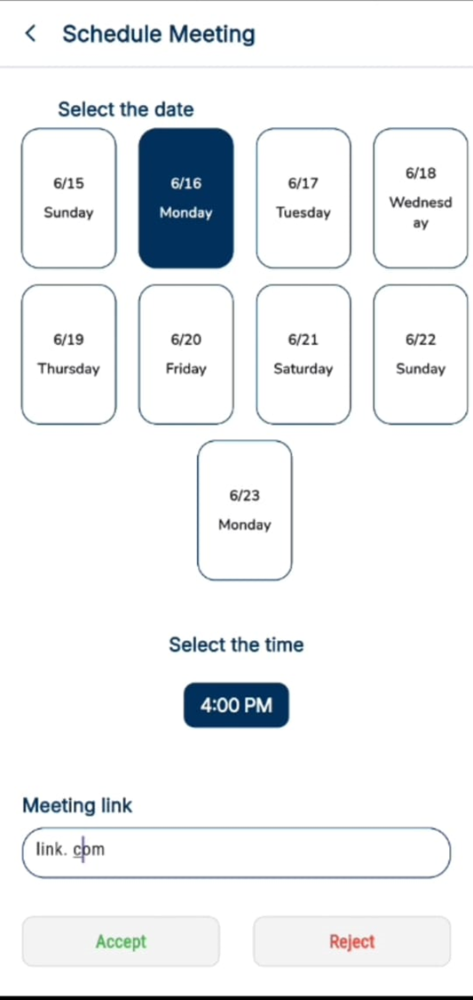 Schedule Meeting
Select the date
6/15
Sunday
6/16
Monday
6/17
Tuesday
6/18
Wednesd
ay
6/19
Thursday
6/20
Friday
6/21
Saturday
6/22
Sunday
6/23
Monday
Select the time
4:00 PM
Meeting link
link. com
Accept
Reject